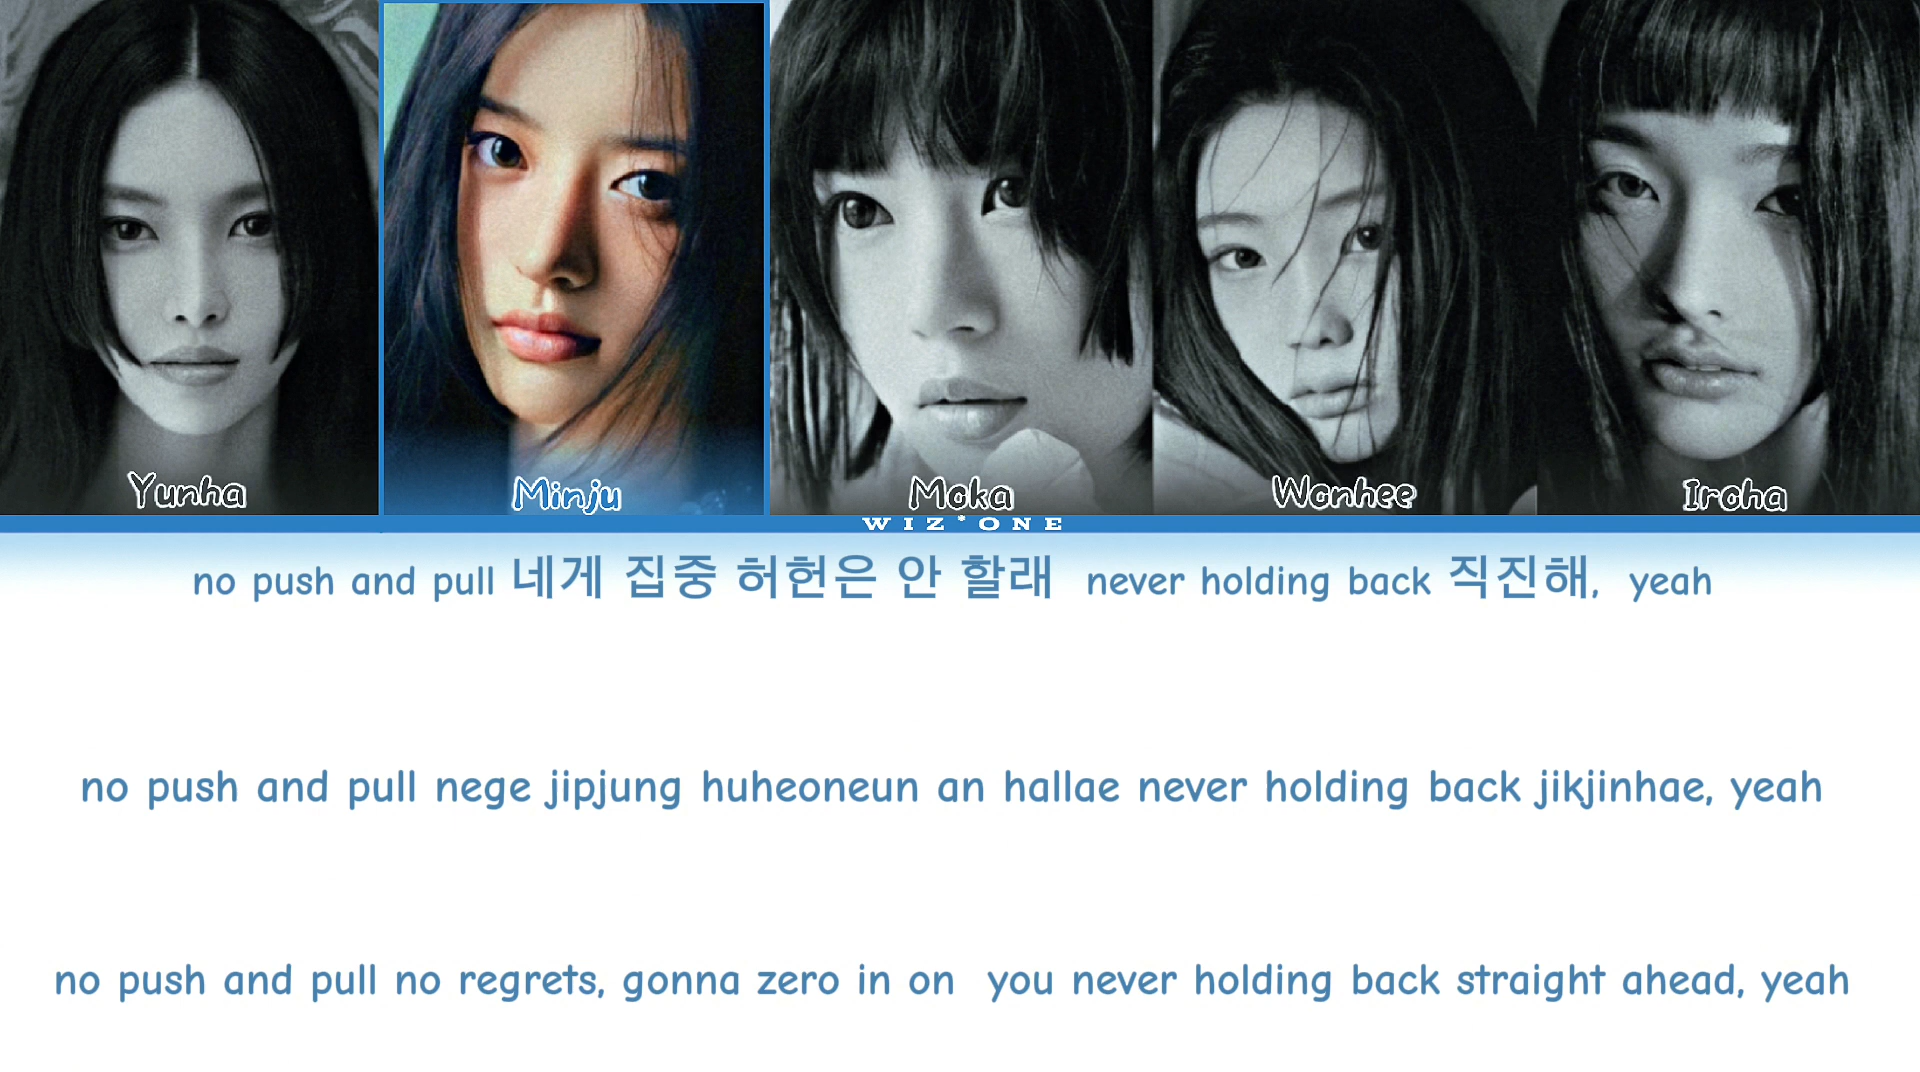 Yunha
Minju
Moka
Wonhee
Iroha
WIZ*ONE
no push and pull 네게 집중 허헌은 안 할래 never holding back 직진해, yeah
no push and pull nege jipjung huheoneun an hallae never holding back jikjinhae, yeah
no push and pull no regrets, gonna zero in on you never holding back straight ahead, yeah